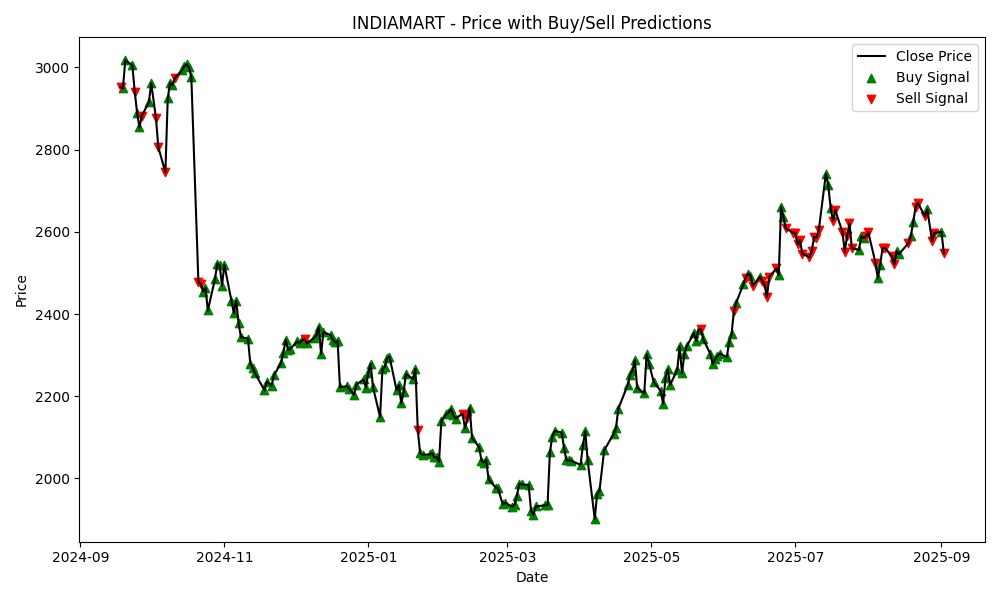 INDIAMART - Price with Buy/Sell Predictions
Close Price
Buy Signal
Sell Signal
Price
3000
2800
2600
2400
2200
2000
2024-09 2024-11 2025-01 2025-03 2025-05 2025-07 2025-09
Date